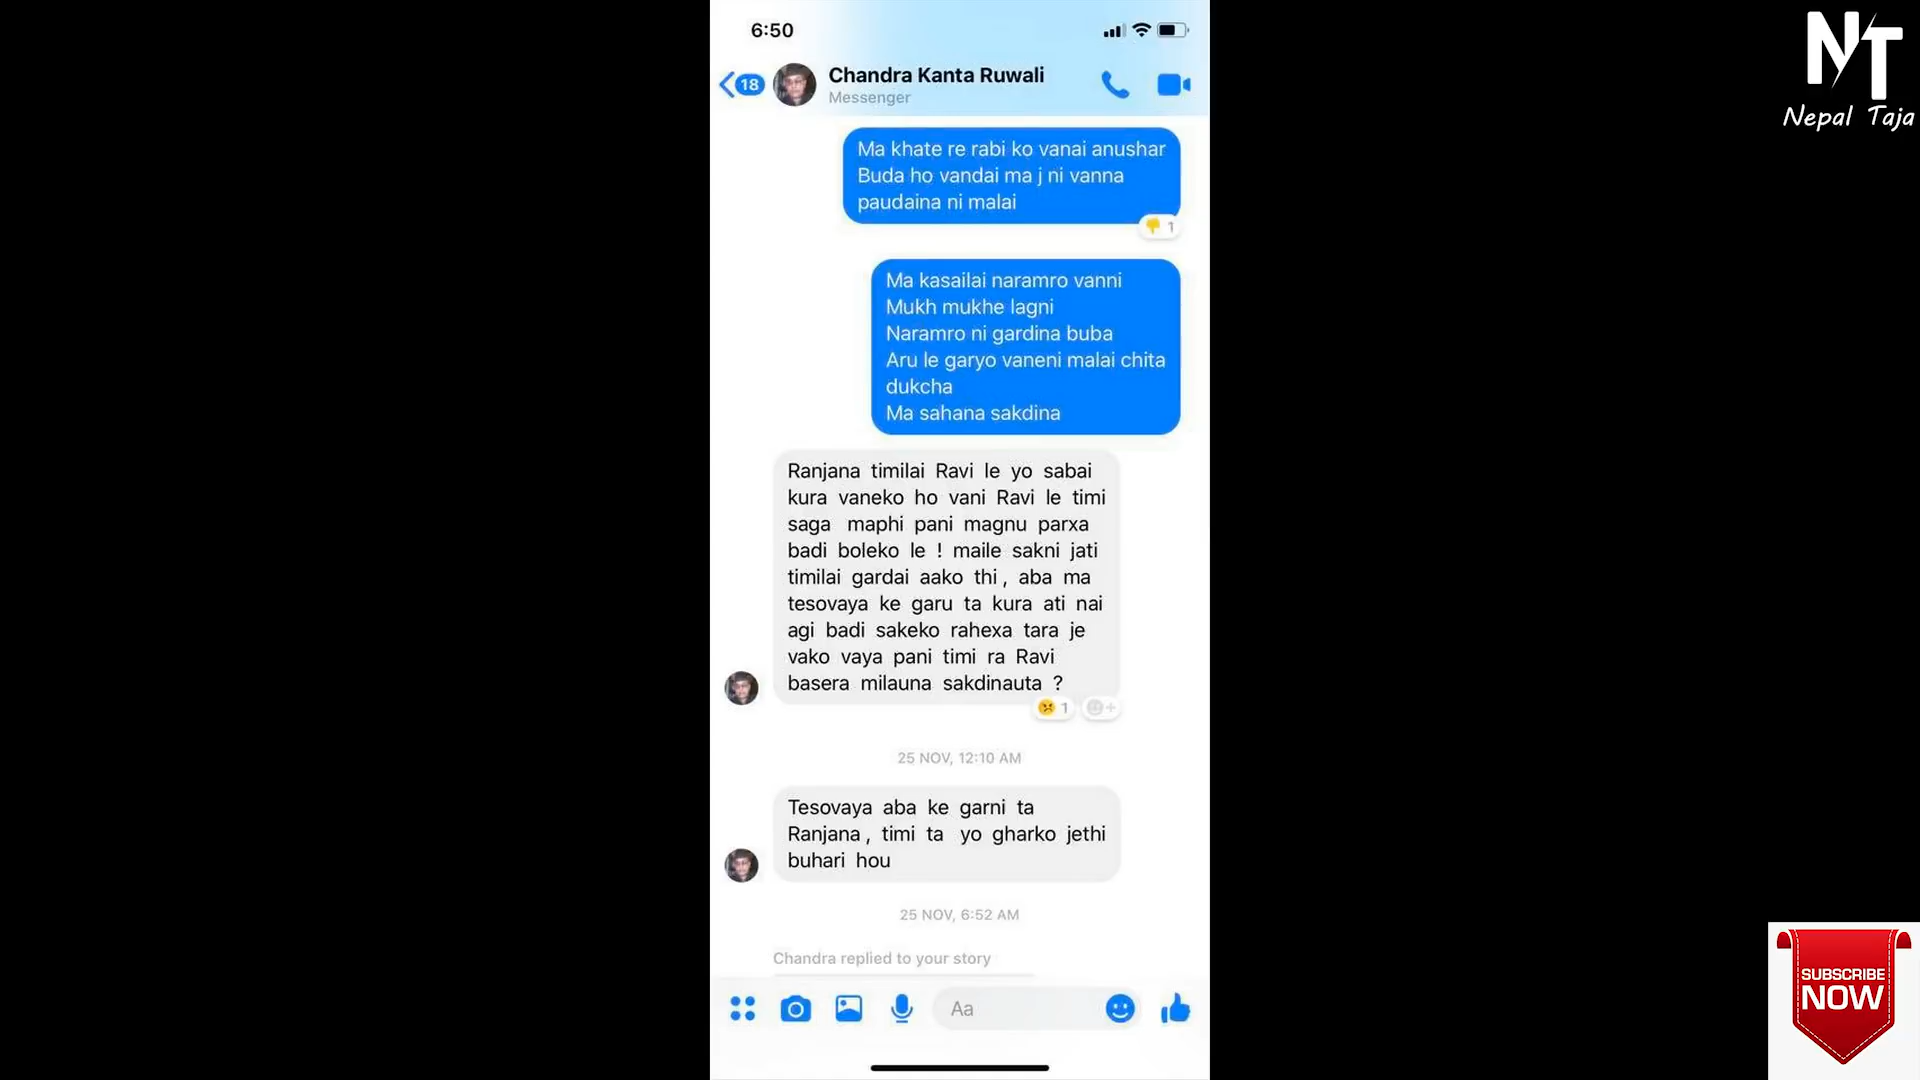 6:50
18
Chandra Kanta Ruwali
Messenger
Ma khate re rabi ko vanai anushar
Buda ho vandai ma j ni vanna
paudaina ni malai
1
Ma kasailai naramro vanni
Mukh mukhe lagni
Naramro ni gardina buba
Aru le garyo vaneni malai chita
dukcha
Ma sahana sakdina
Ranjana timilai Ravi le yo sabai
kura vaneko ho vani Ravi le timi
saga maphi pani magnu parxa
badi boleko le ! maile sakni jati
timilai gardai aako thi , aba ma
tesovaya ke garu ta kura ati nai
agi badi sakeko rahexa tara je
vako vaya pani timi ra Ravi
basera milauna sakdinauta ?
1
25 NOV, 12:10 AM
Tesovaya aba ke garni ta
Ranjana , timi ta yo gharko jethi
buhari hou
25 NOV, 6:52 AM
Chandra replied to your story
Aa
NT
Nepal Taja
SUBSCRIBE
NOW